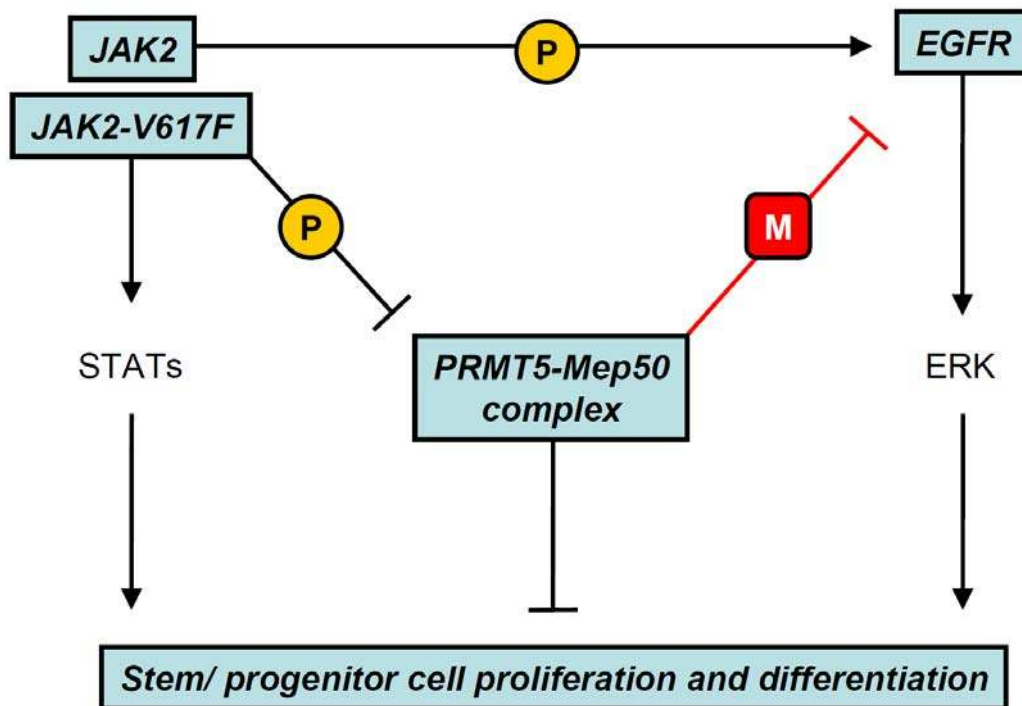 JAK2
P
EGFR
JAK2-V617F
P
M
STATs
PRMT5-Mep50
complex
ERK
Stem/ progenitor cell proliferation and differentiation